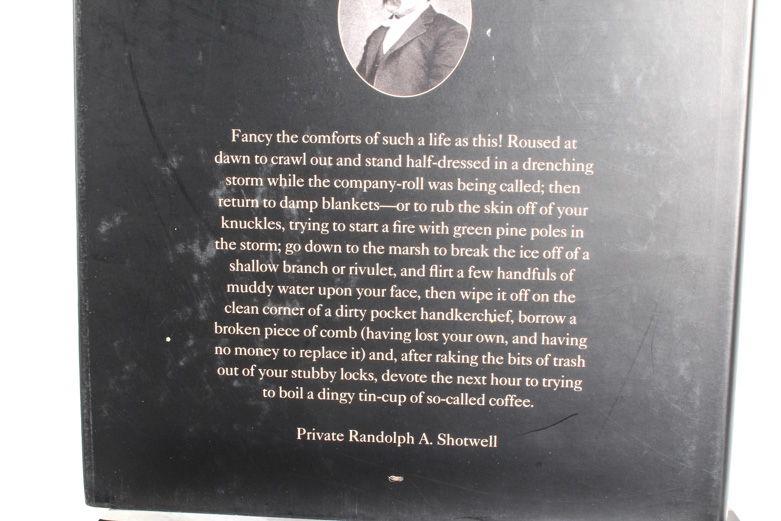 Fancy the comforts of such a life as this! Roused at
dawn to crawl out and stand half-dressed in a drenching
storm while the company-roll was being called; then
return to damp blankets—or to rub the skin off of your
knuckles, trying to start a fire with green pine poles in
the storm; go down to the marsh to break the ice off of a
shallow branch or rivulet, and flirt a few handfuls of
muddy water upon your face, then wipe it off on the
clean corner of a dirty pocket handkerchief, borrow a
broken piece of comb (having lost your own, and having
no money to replace it) and, after raking the bits of trash
out of your stubby locks, devote the next hour to trying
to boil a dingy tin-cup of so-called coffee.
Private Randolph A. Shotwell